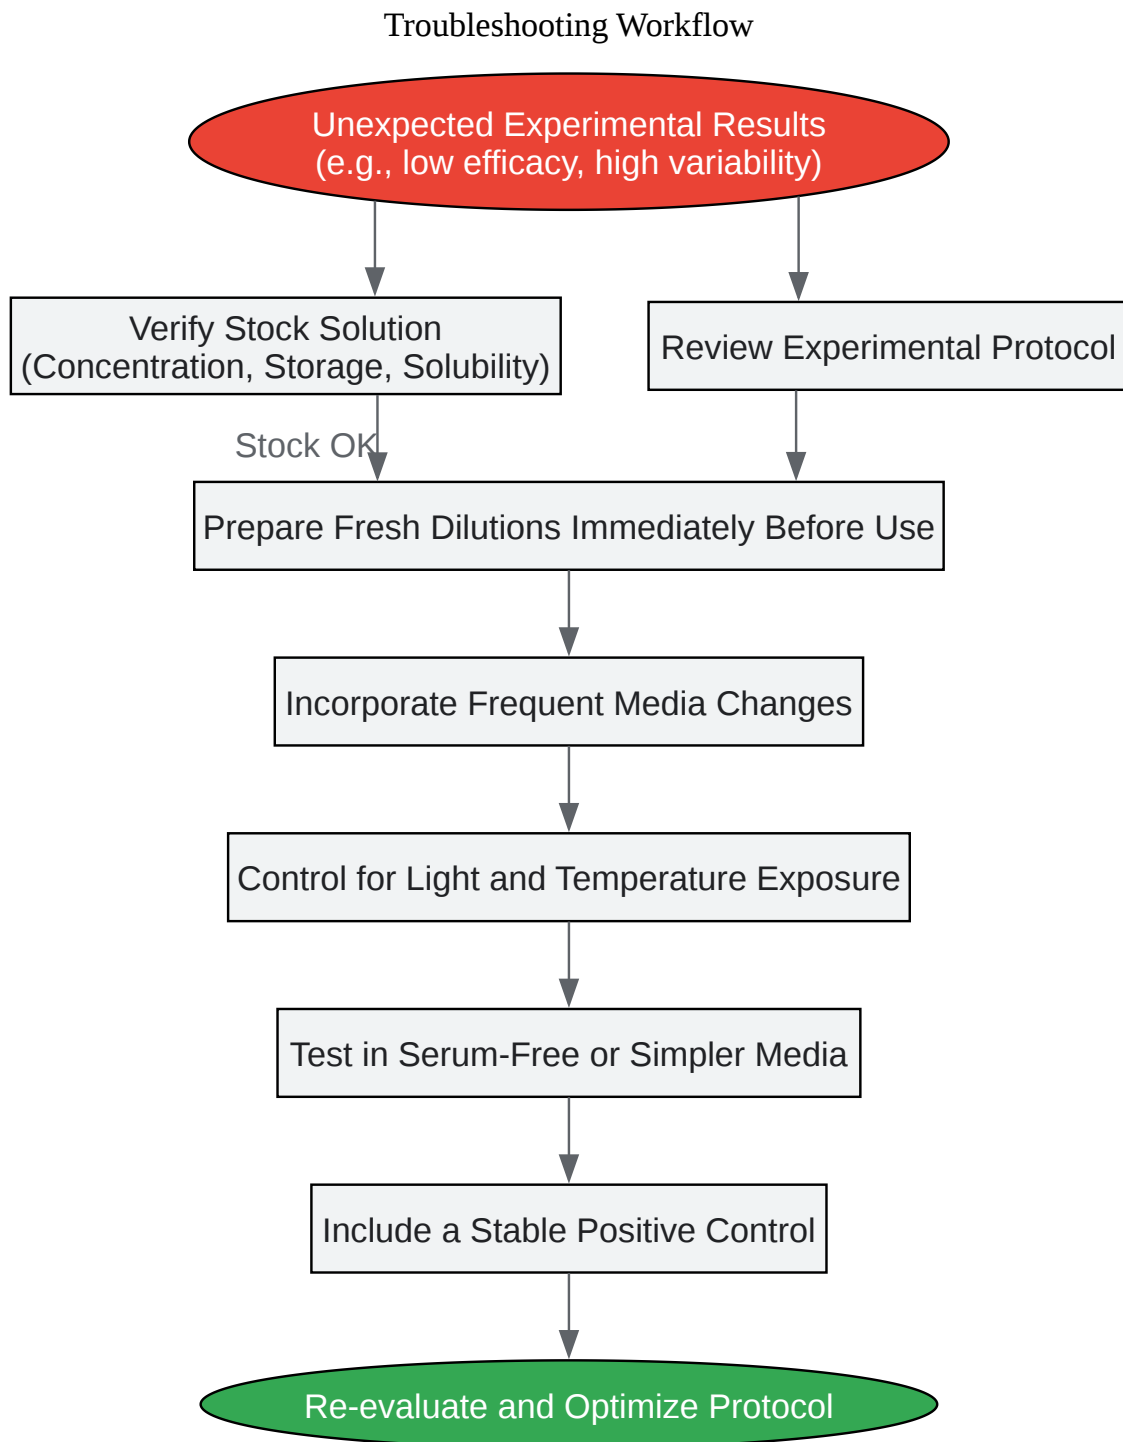 Troubleshooting Workflow
Unexpected Experimental Results
(e.g., low efficacy, high variability)
Verify Stock Solution
(Concentration, Storage, Solubility)
Review Experimental Protocol
Stock OK
Prepare Fresh Dilutions Immediately Before Use
Incorporate Frequent Media Changes
Control for Light and Temperature Exposure
Test in Serum-Free or Simpler Media
Include a Stable Positive Control
Re-evaluate and Optimize Protocol